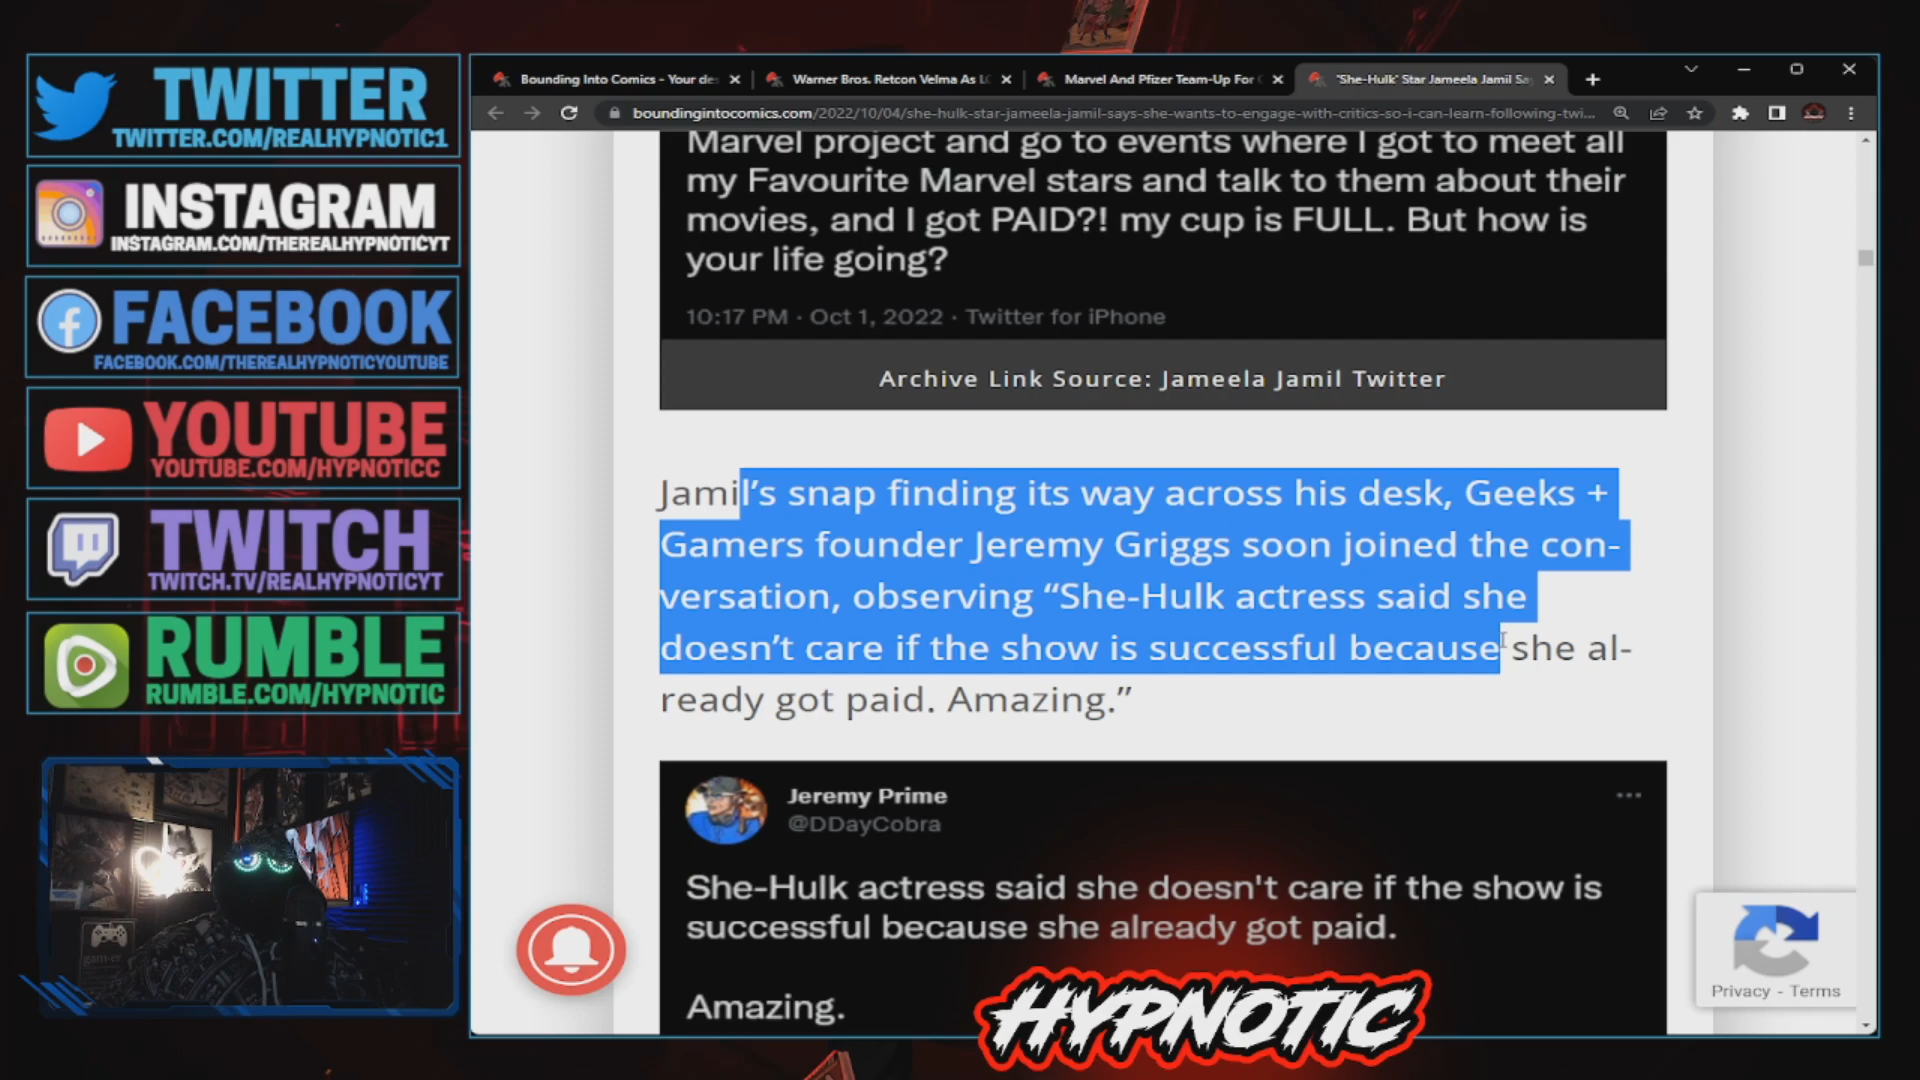 TWITTER
TWITTER.COM/REALHYPNOTIC1
INSTAGRAM
INSTAGRAM.COM/THEREALHYPNOTICYT
FACEBOOK
FACEBOOK.COM/THEREALHYPNOTICYOUTUBE
YOUTUBE
YOUTUBE.COM/HYPNOTICC
TWITCH
TWITCH.TV/REALHYPNOTICYT
RUMBLE
RUMBLE.COM/HYPNOTIC
Bounding Into Comics - Your de
Warner Bros. Retcon Velma As L
Marvel And Pfizer Team-Up For
'She-Hulk' Star Jameela Jamil Sa
boundingintocomics.com/2022/10/04/she-hulk-star-jameela-jamil-says-she-wants-to-engage-with-critics-so-i-can-learn-following-twi...
Marvel project and go to events where I got to meet all
my Favourite Marvel stars and talk to them about their
movies, and I got PAID?! my cup is FULL. But how is
your life going?
10:17 PM · Oct 1, 2022 · Twitter for iPhone
Archive Link Source: Jameela Jamil Twitter
Jamil’s snap finding its way across his desk, Geeks +
Gamers founder Jeremy Griggs soon joined the con-
versation, observing “She-Hulk actress said she
doesn’t care if the show is successful because she al-
ready got paid. Amazing.”
Jeremy Prime
@DDayCobra
She-Hulk actress said she doesn't care if the show is
successful because she already got paid.
Amazing.
HYPNOTIC
Privacy - Terms